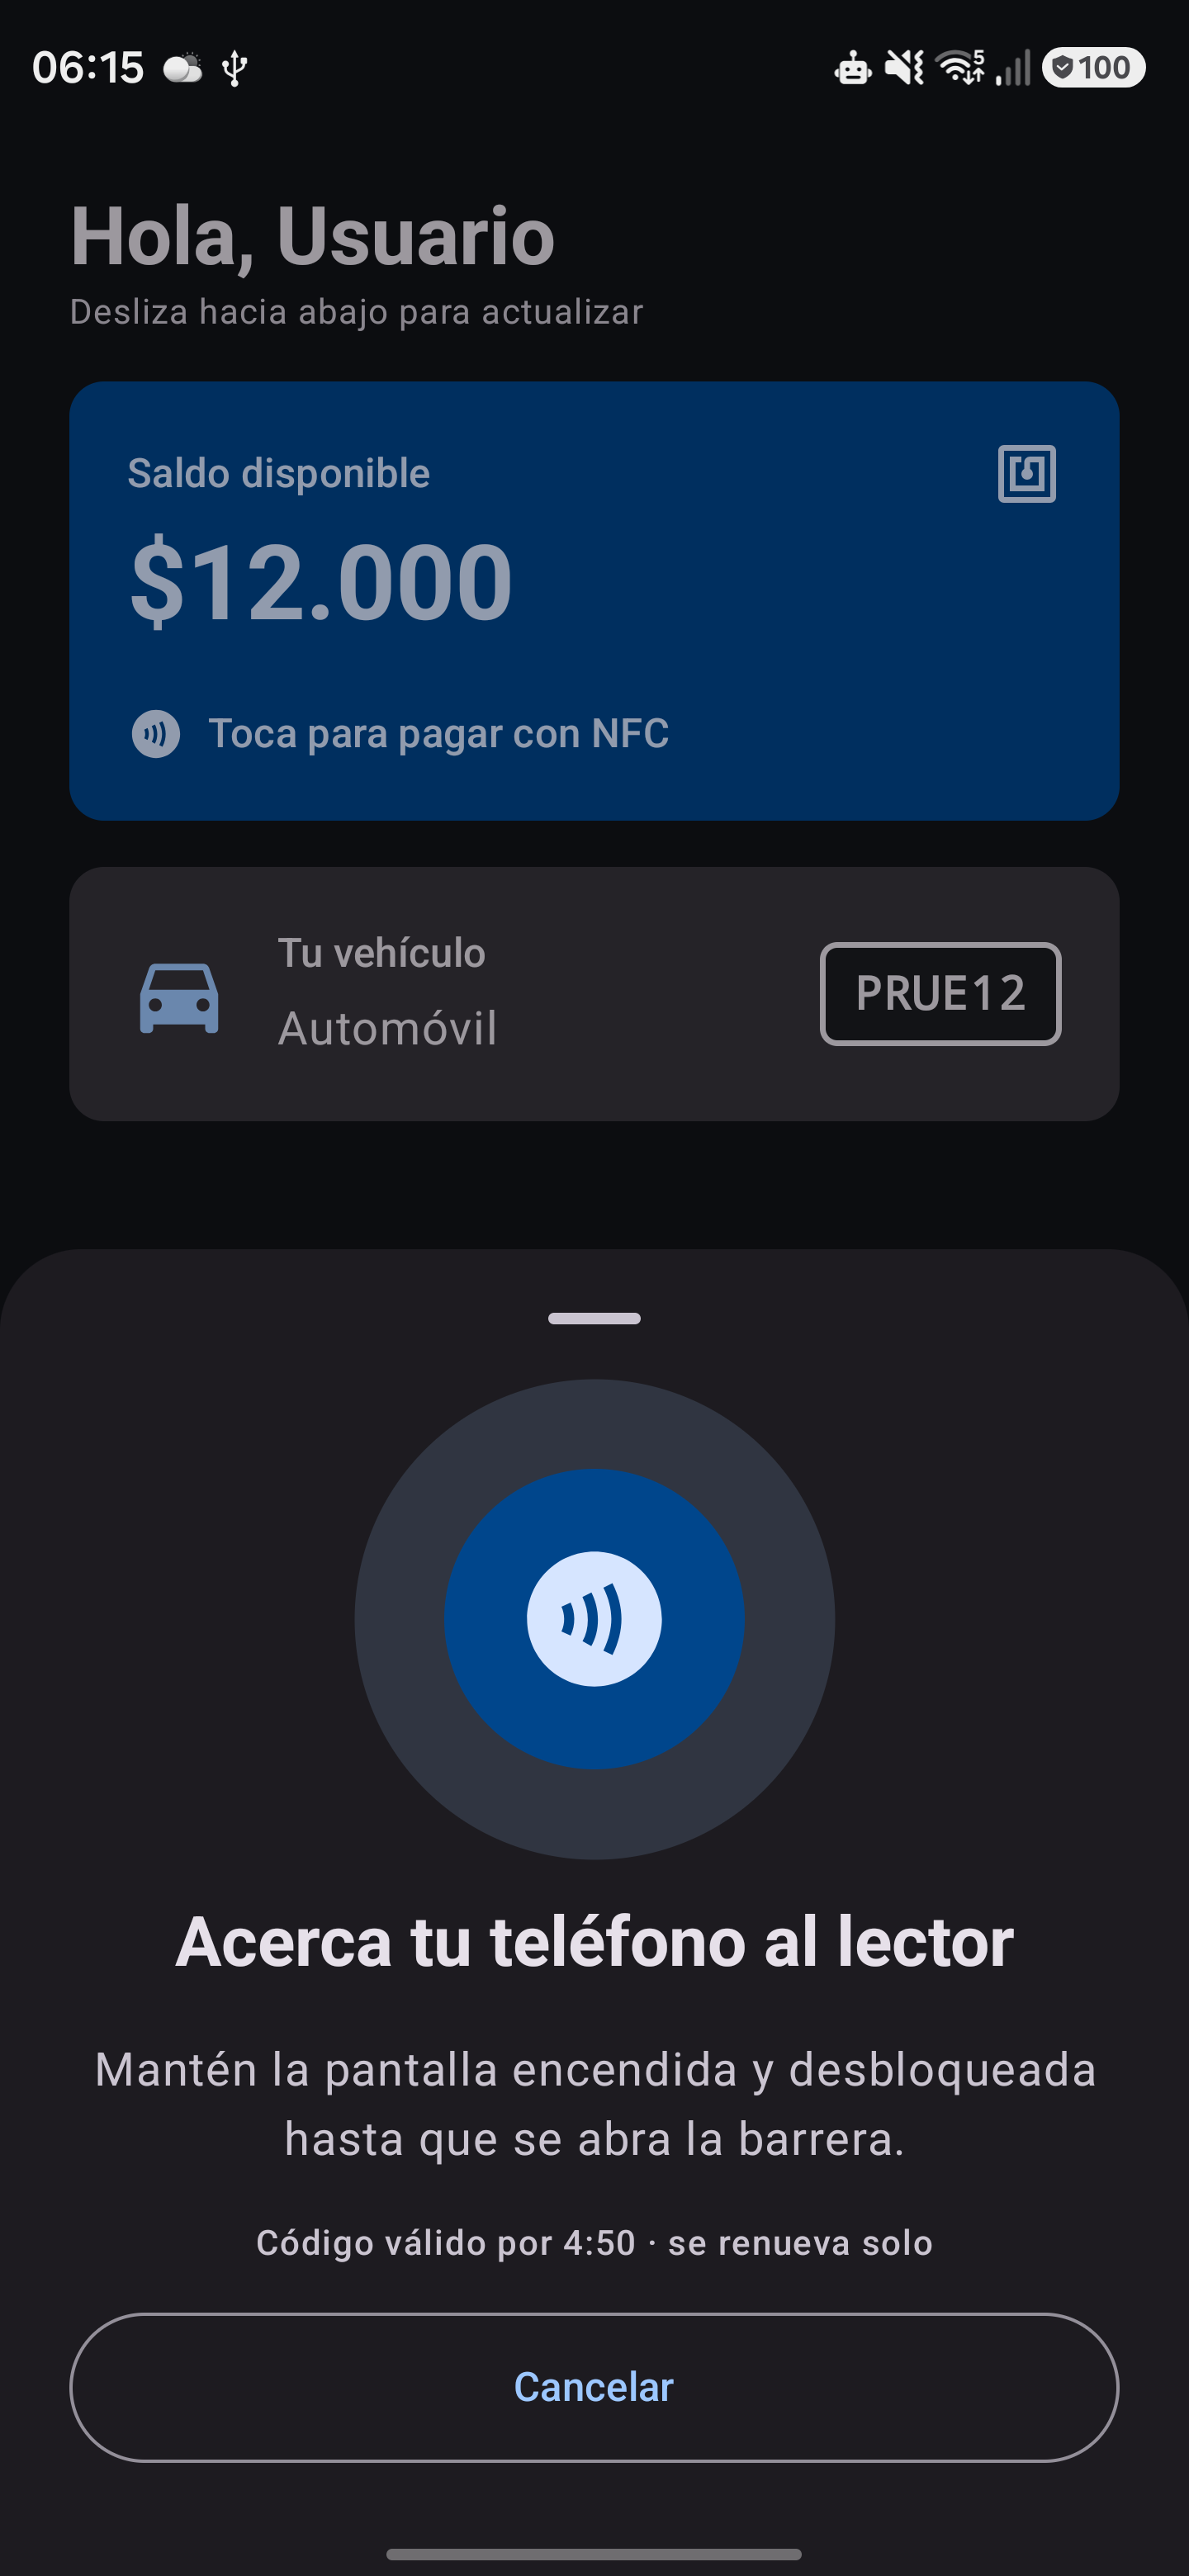 06:15
5
100
Hola, Usuario
Desliza hacia abajo para actualizar
Saldo disponible
$12.000
Toca para pagar con NFC
Tu vehículo
Automóvil
PRUE12
Acerca tu teléfono al lector
Mantén la pantalla encendida y desbloqueada
hasta que se abra la barrera.
Código válido por 4:50 · se renueva solo
Cancelar